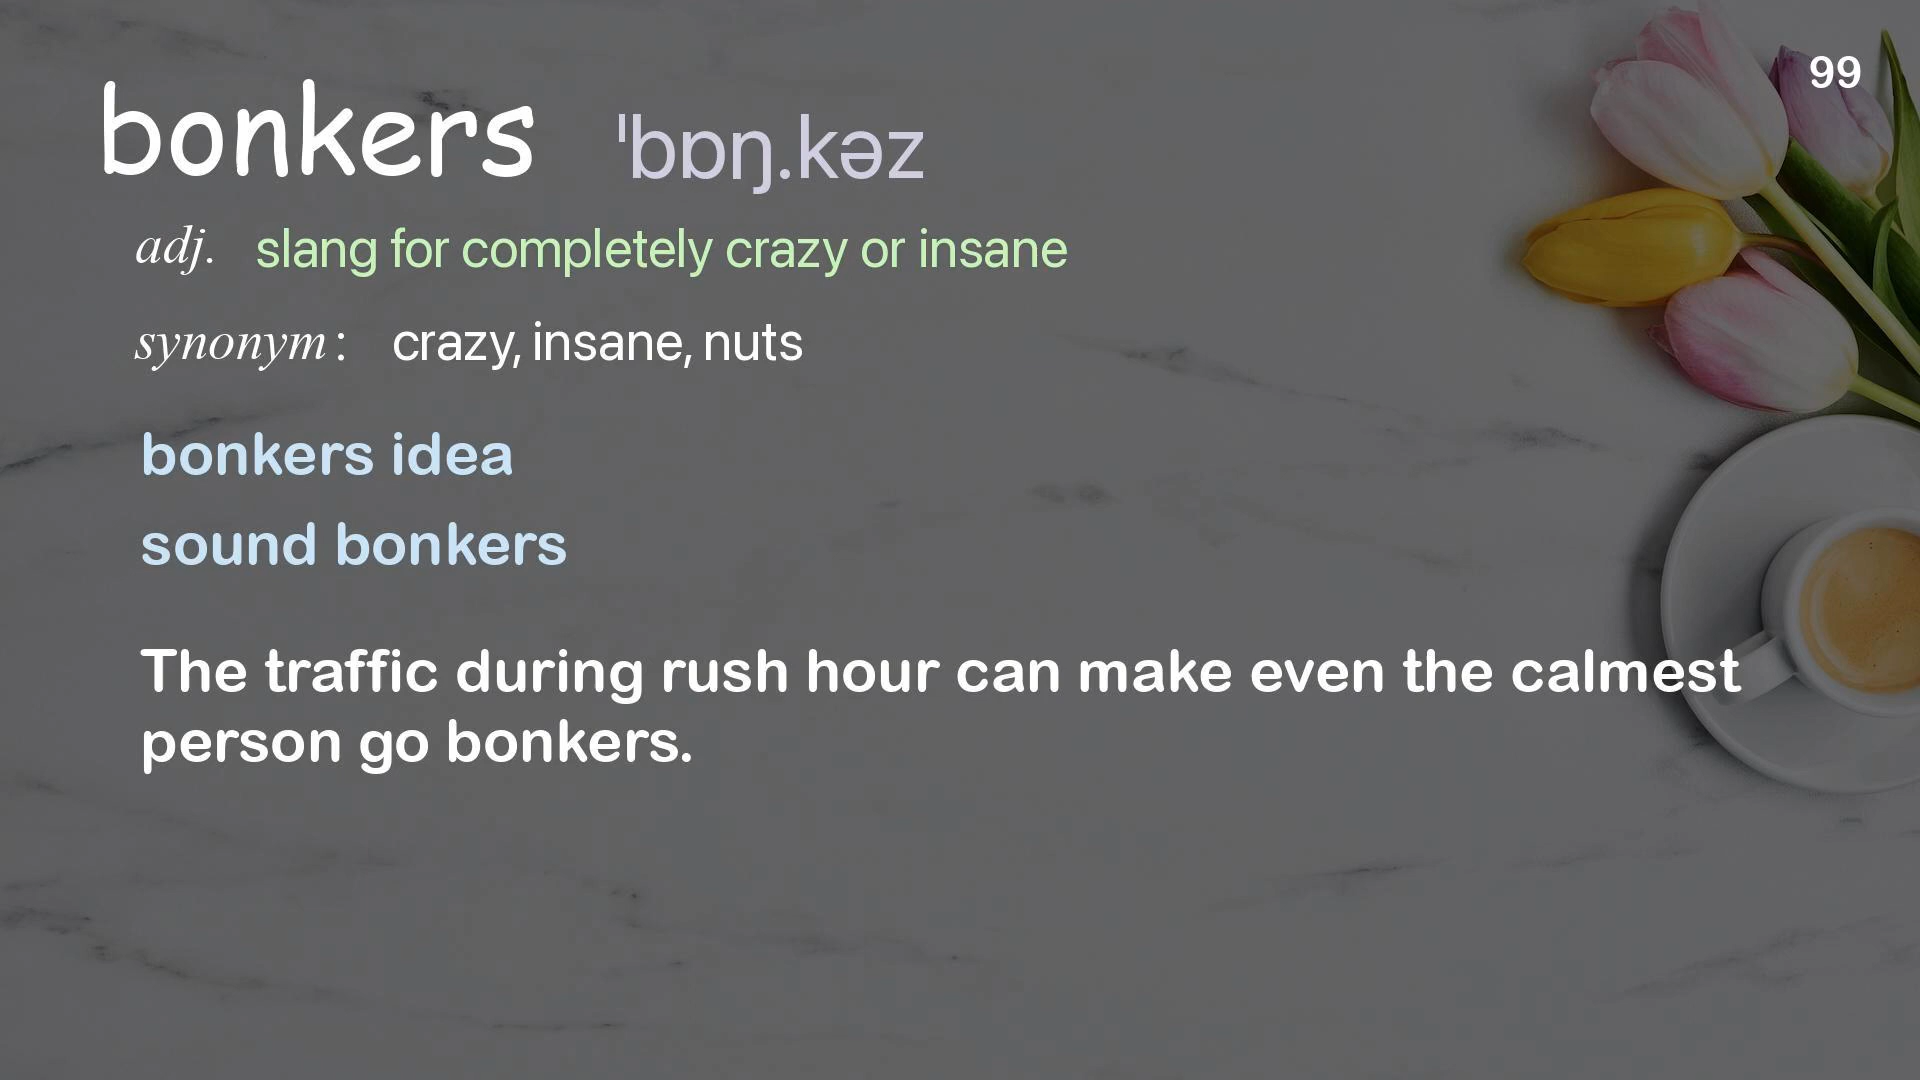 99
bonkers ˈbɒŋ.kəz
adj. slang for completely crazy or insane
synonym : crazy, insane, nuts
bonkers idea
sound bonkers
The traffic during rush hour can make even the calmest
person go bonkers.